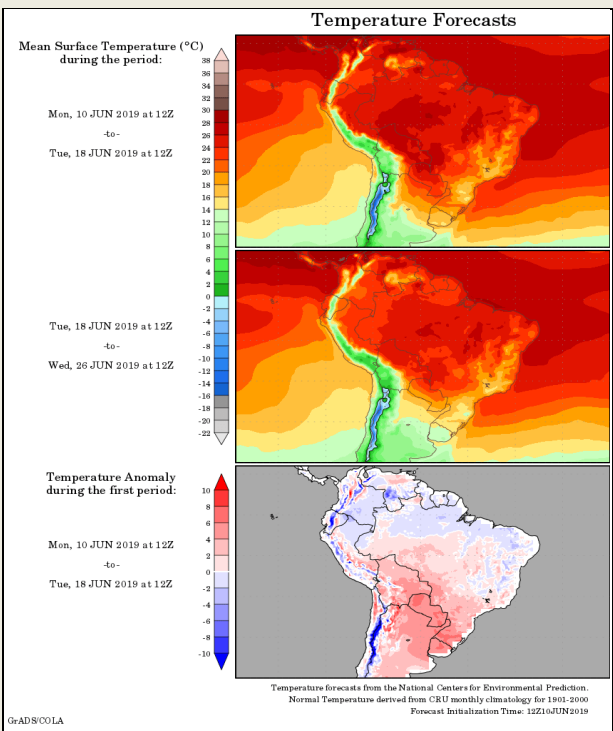 Temperature Forecasts
Mean Surface Temperature (°C)
during the period:
Mon, 10 JUN 2019 at 12Z
-to-
Tue, 18 JUN 2019 at 12Z
38
36
34
32
30
28
26
24
22
20
18
16
14
12
10
8
6
4
2
0
-2
-4
-6
-8
-10
-12
-14
-16
-18
-20
-22
Tue, 18 JUN 2019 at 12Z
-to-
Wed, 26 JUN 2019 at 12Z
Temperature Anomaly
during the first period:
Mon, 10 JUN 2019 at 12Z
-to-
Tue, 18 JUN 2019 at 12Z
10
8
6
4
2
0
-2
-4
-6
-8
-10
Temperature forecasts from the National Centers for Environmental Prediction.
Normal Temperature derived from CRU monthly climatology for 1901-2000
Forecast Initialization Time: 12Z10JUN2019
GrADS/COLA